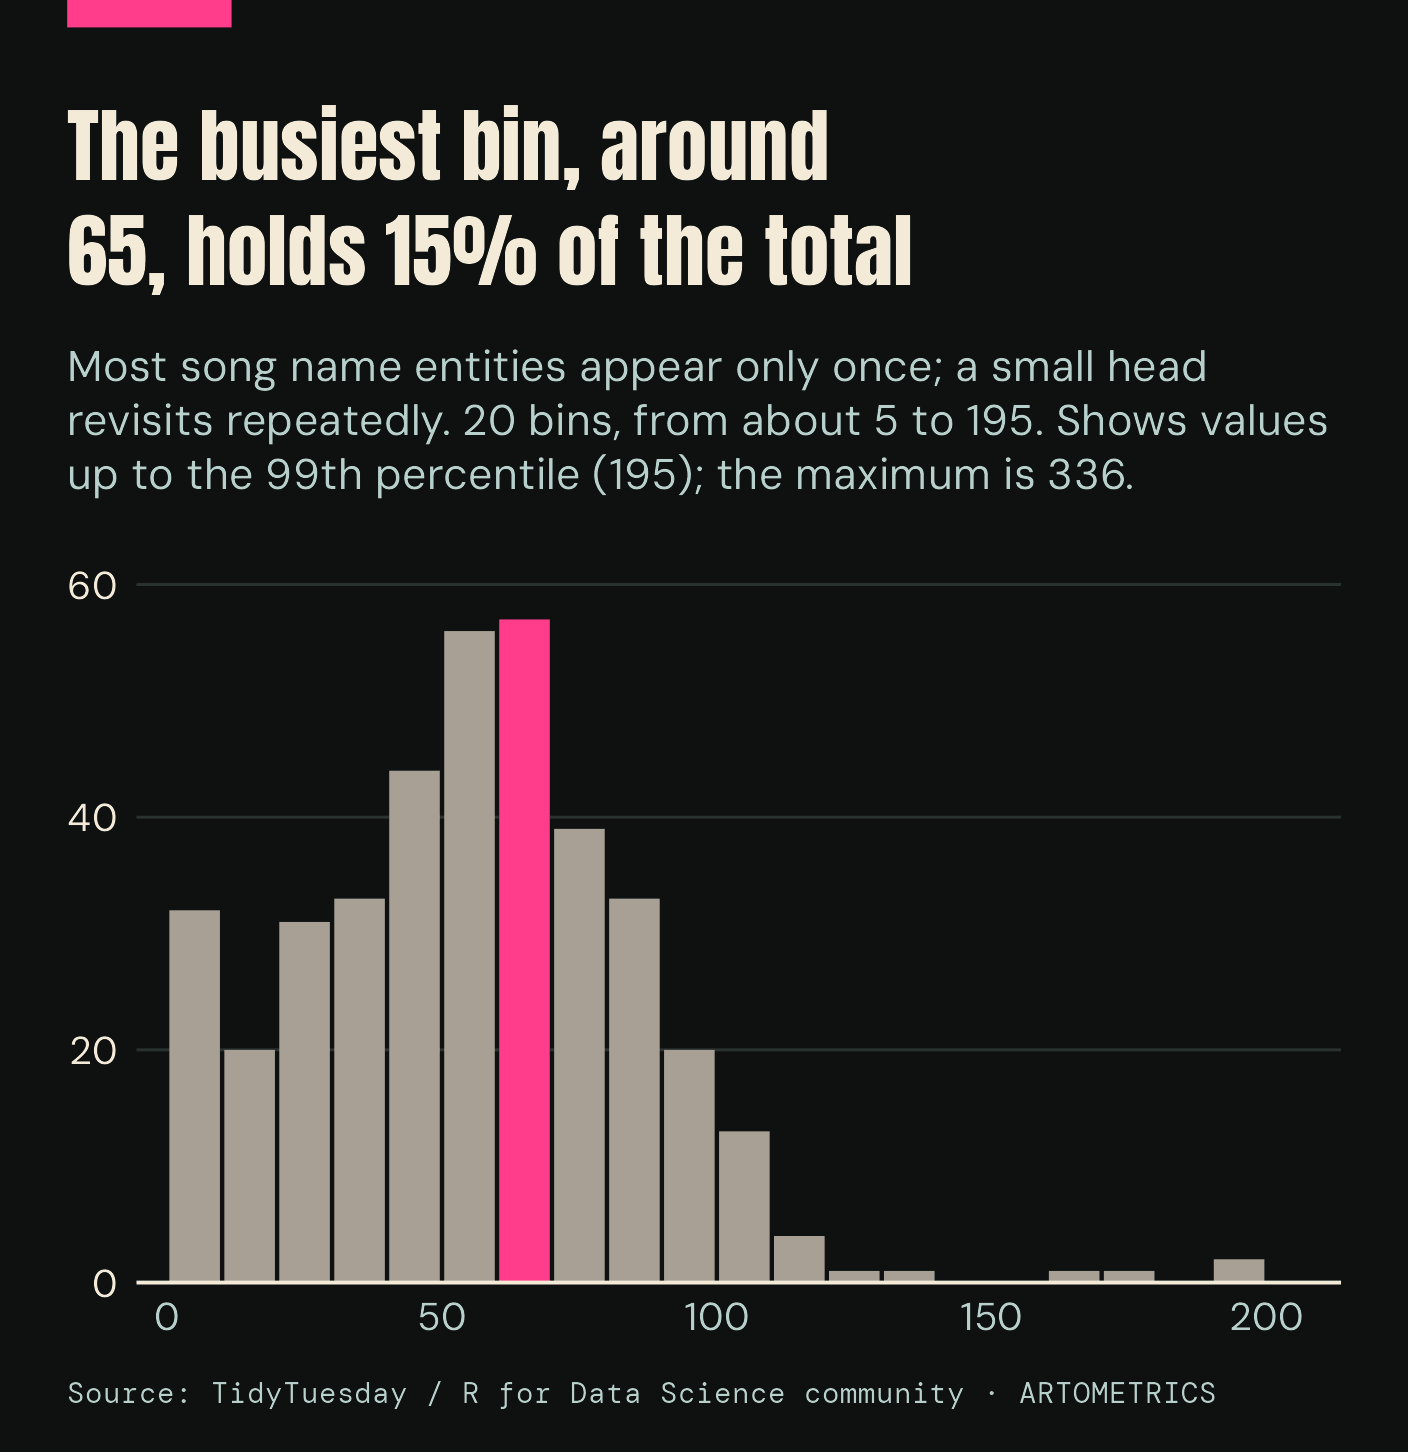 The busiest bin, around
65, holds 15% of the total
Most song name entities appear only once; a small head
revisits repeatedly. 20 bins, from about 5 to 195. Shows values
up to the 99th percentile (195); the maximum is 336.
60
40
20
0
0 50 100 150 200
Source: TidyTuesday / R for Data Science community · ARTOMETRICS